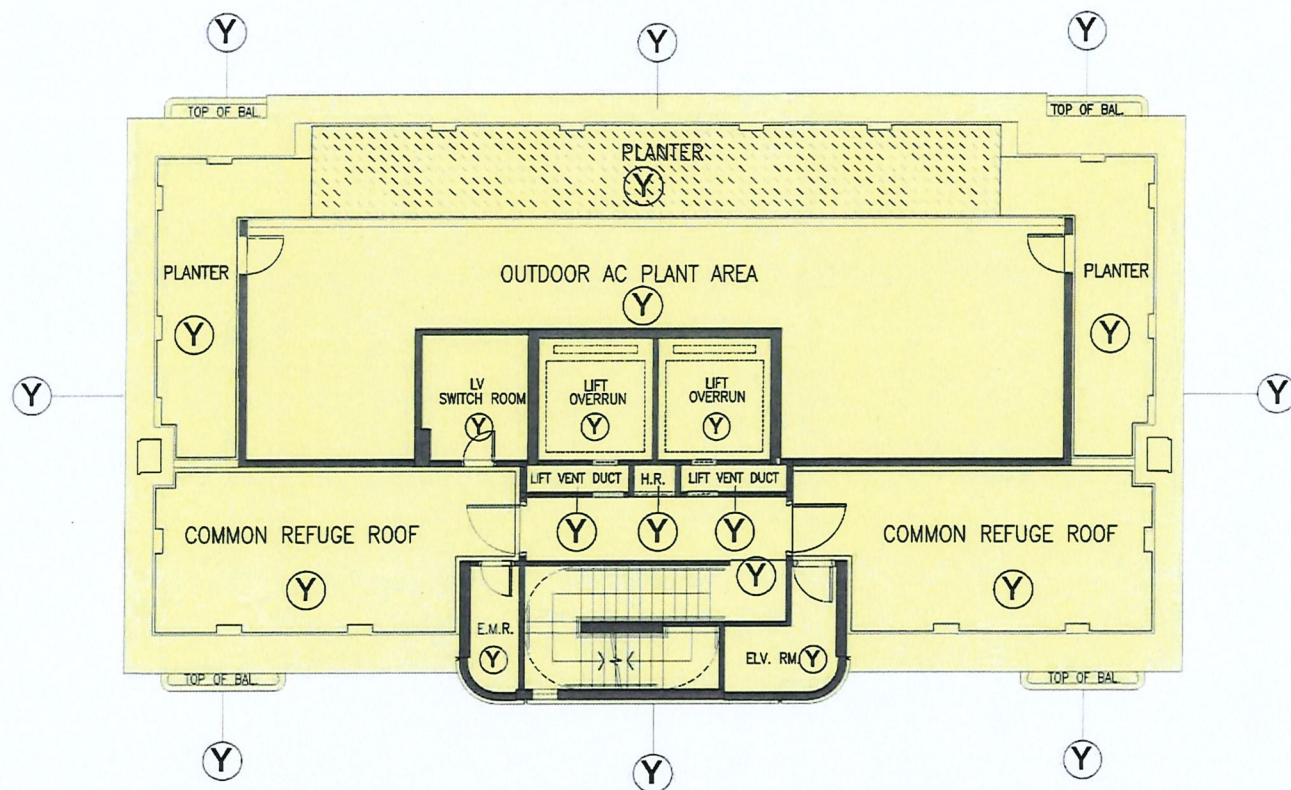 Y
Y
Y
TOP OF BAL.
TOP OF BAL.
PLANTER
Y
PLANTER
Y
OUTDOOR AC PLANT AREA
Y
PLANTER
Y
Y
Y
LV
SWITCH ROOM
Y
LIFT
OVERRUN
Y
LIFT
OVERRUN
Y
LIFT VENT DUCT
Y
H.R.
Y
LIFT VENT DUCT
Y
COMMON REFUGE ROOF
Y
COMMON REFUGE ROOF
Y
Y
E.M.R.
Y
ELV. RM.
Y
TOP OF BAL.
TOP OF BAL.
Y
Y
Y